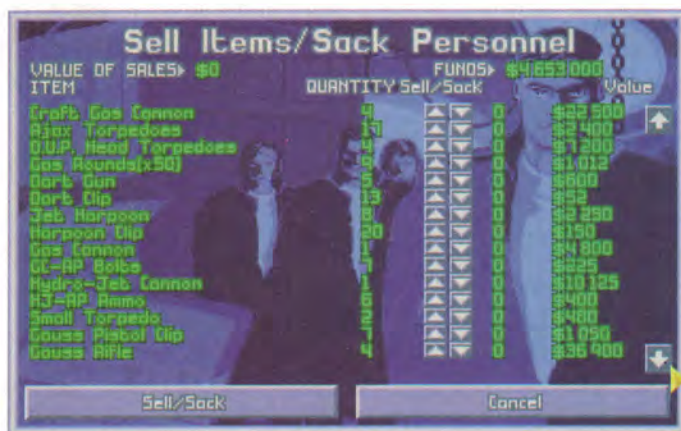 Sell Items/Sack Personnel
VALUE OF SALES> $0 FUNDS> $4 653 000
ITEM QUANTITY Sell/Sack Value
Craft Gas Cannon 4 0 $22 500
Ajax Torpedoes 17 0 $2 400
D.U.P. Head Torpedoes 4 0 $7 200
Gas Rounds(x50) 9 0 $1 012
Dart Gun 5 0 $600
Dart Clip 13 0 $52
Jet Harpoon 8 0 $2 290
Harpoon Clip 20 0 $150
Gas Cannon 1 0 $4 800
GC-AP Bolts 7 0 $225
Hydro-Jet Cannon 1 0 $10 125
HJ-AP Ammo 6 0 $400
Small Torpedo 2 0 $480
Gauss Pistol Clip 7 0 $1 050
Gauss Rifle 4 0 $36 900
Sell/Sack Cancel